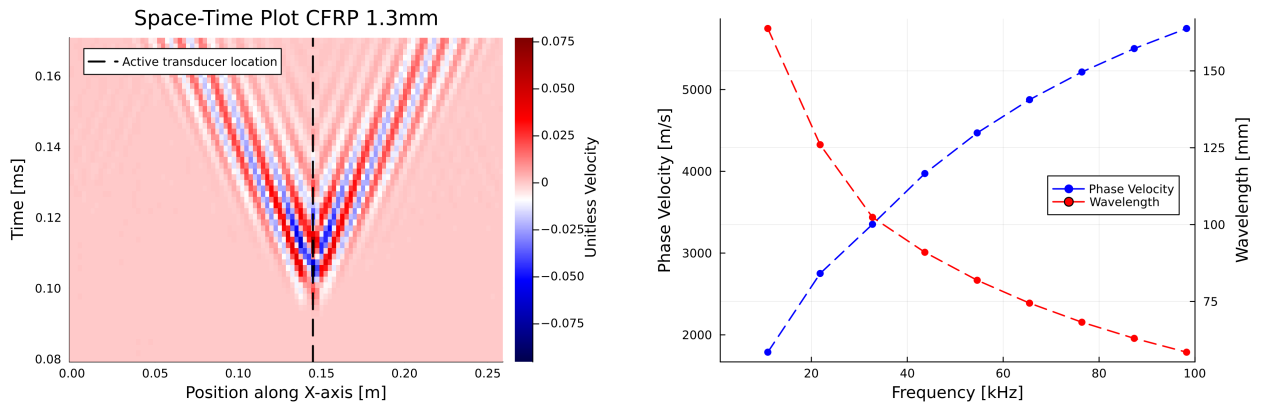 Space-Time Plot CFRP 1.3mm
Active transducer location
Time [ms]
0.16
0.14
0.12
0.10
0.08
0.00 0.05 0.10 0.15 0.20 0.25
Position along X-axis [m]
0.075
0.050
0.025
0
−0.025
−0.050
−0.075
Unitless Velocity
Phase Velocity [m/s]
5000
4000
3000
2000
20 40 60 80 100
Frequency [kHz]
Phase Velocity
Wavelength
150
125
100
75
Wavelength [mm]